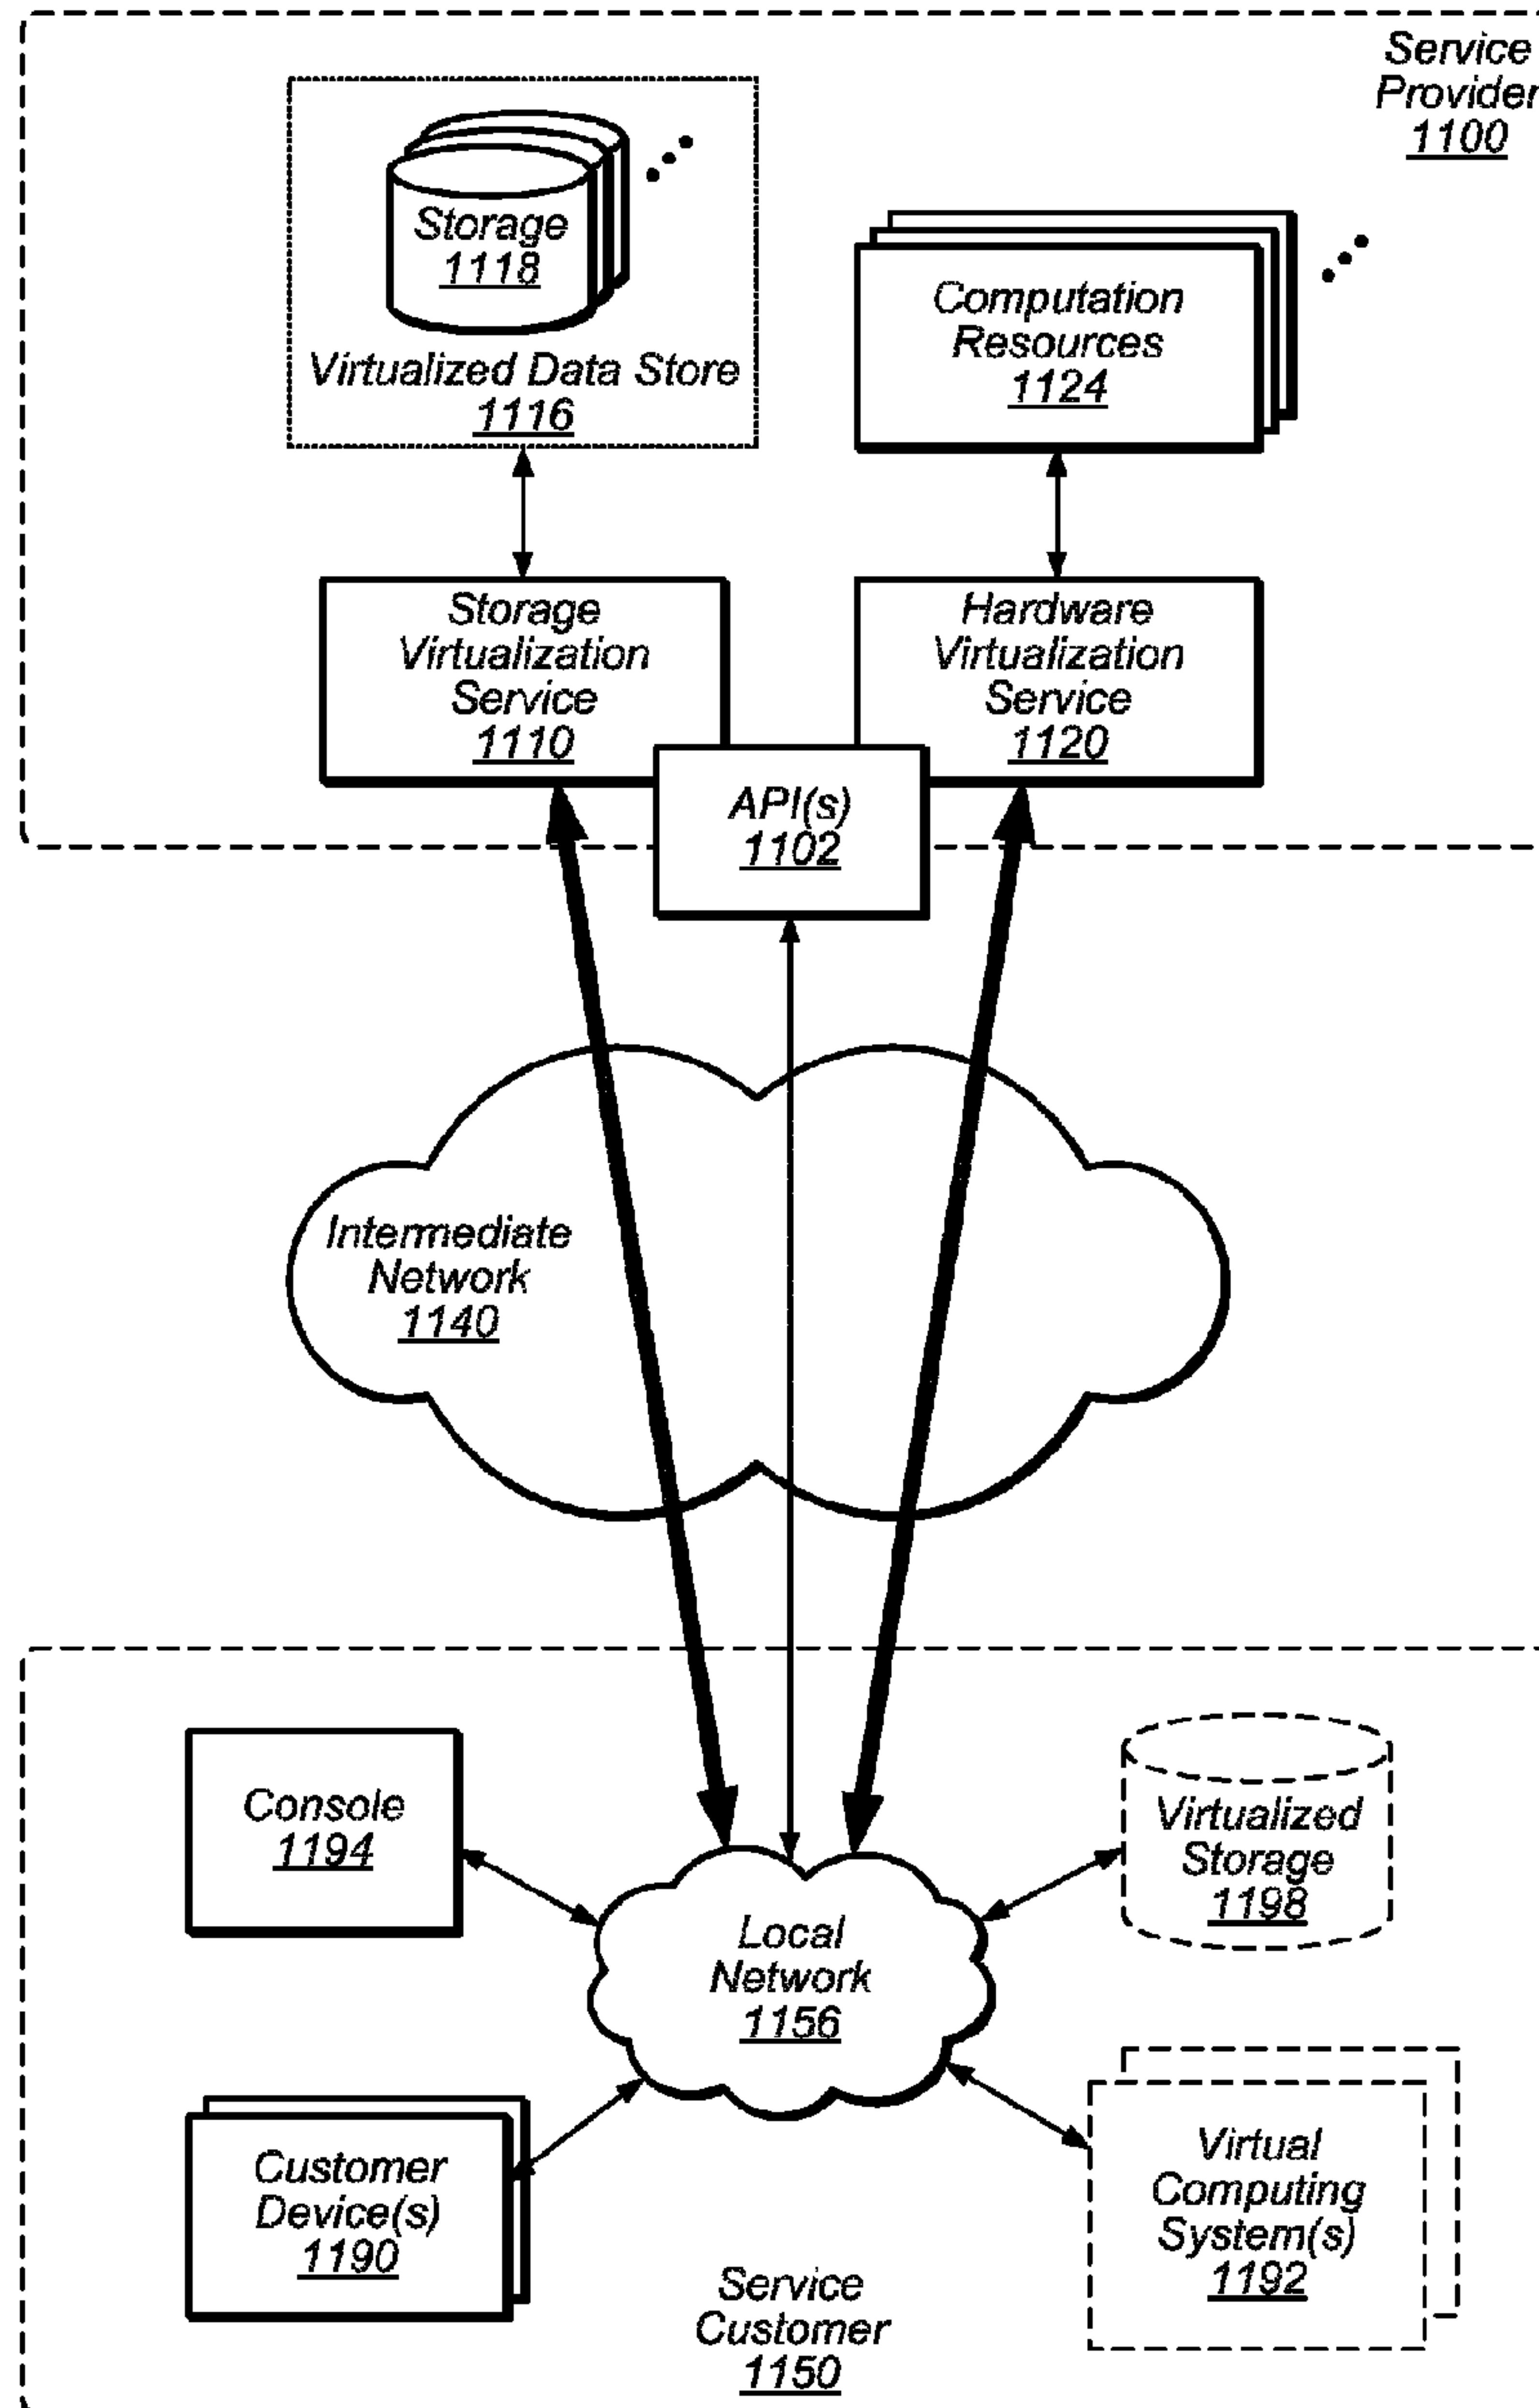 Service
Provider
1100
Storage
1118
Virtualized Data Store
1116
Computation
Resources
1124
Storage
Virtualization
Service
1110
Hardware
Virtualization
Service
1120
API(s)
1102
Intermediate
Network
1140
Console
1194
Virtualized
Storage
1198
Local
Network
1156
Customer
Device(s)
1190
Virtual
Computing
System(s)
1192
Service
Customer
1150